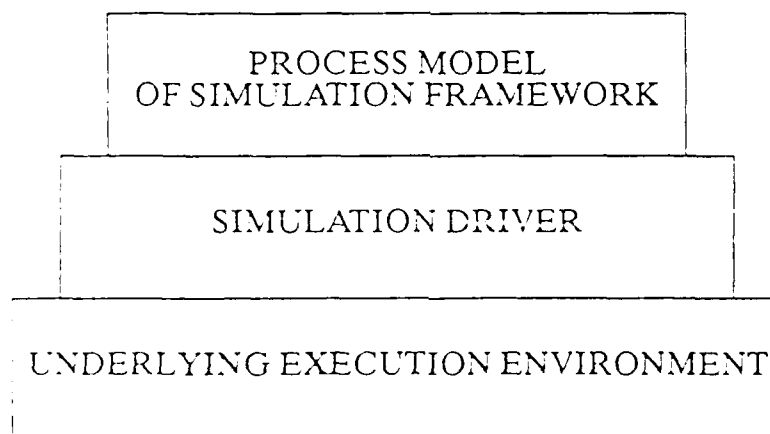 PROCESS MODEL
OF SIMULATION FRAMEWORK
SIMULATION DRIVER
UNDERLYING EXECUTION ENVIRONMENT